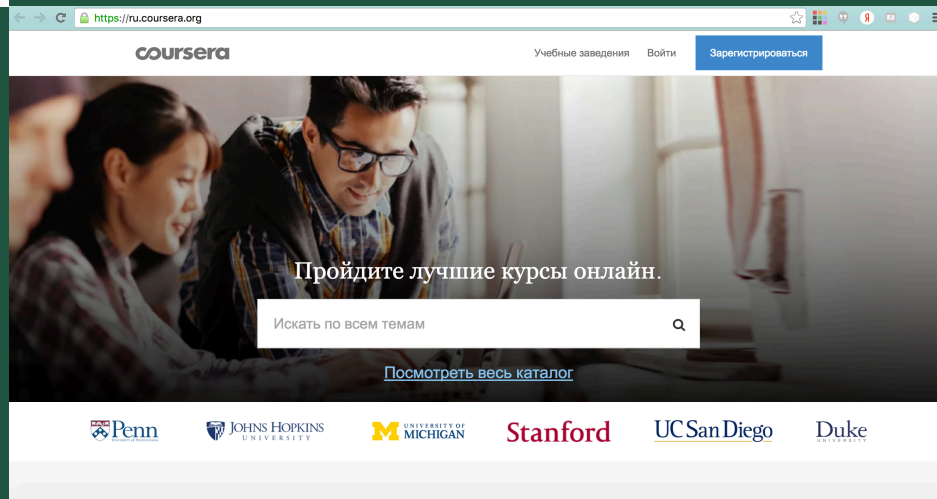 https://ru.coursera.org
coursera
Учебные заведения Войти Зарегистрироваться
Пройдите лучшие курсы онлайн.
Искать по всем темам
Посмотреть весь каталог
Penn
JOHNS HOPKINS
UNIVERSITY
M UNIVERSITY OF
MICHIGAN
Stanford
UC San Diego
Duke
UNIVERSITY